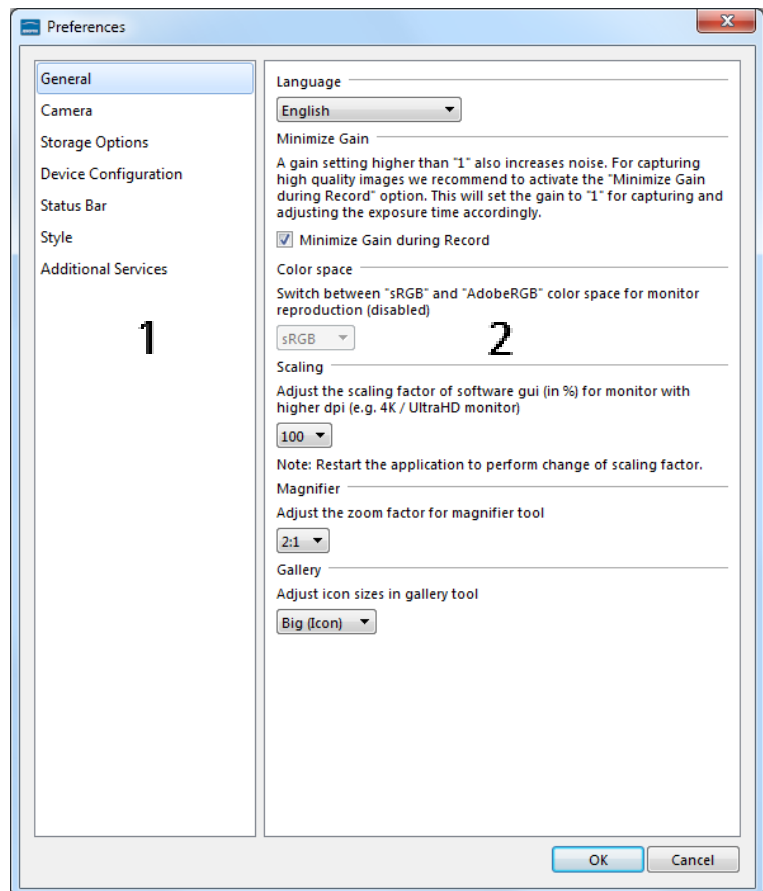 Preferences
General
Camera
Storage Options
Device Configuration
Status Bar
Style
Additional Services
1
Language
English
Minimize Gain
A gain setting higher than "1" also increases noise. For capturing
high quality images we recommend to activate the "Minimize Gain
during Record" option. This will set the gain to "1" for capturing and
adjusting the exposure time accordingly.
Minimize Gain during Record
Color space
Switch between "sRGB" and "AdobeRGB" color space for monitor
reproduction (disabled)
sRGB
2
Scaling
Adjust the scaling factor of software gui (in %) for monitor with
higher dpi (e.g. 4K / UltraHD monitor)
100
Note: Restart the application to perform change of scaling factor.
Magnifier
Adjust the zoom factor for magnifier tool
2:1
Gallery
Adjust icon sizes in gallery tool
Big (Icon)
OK
Cancel